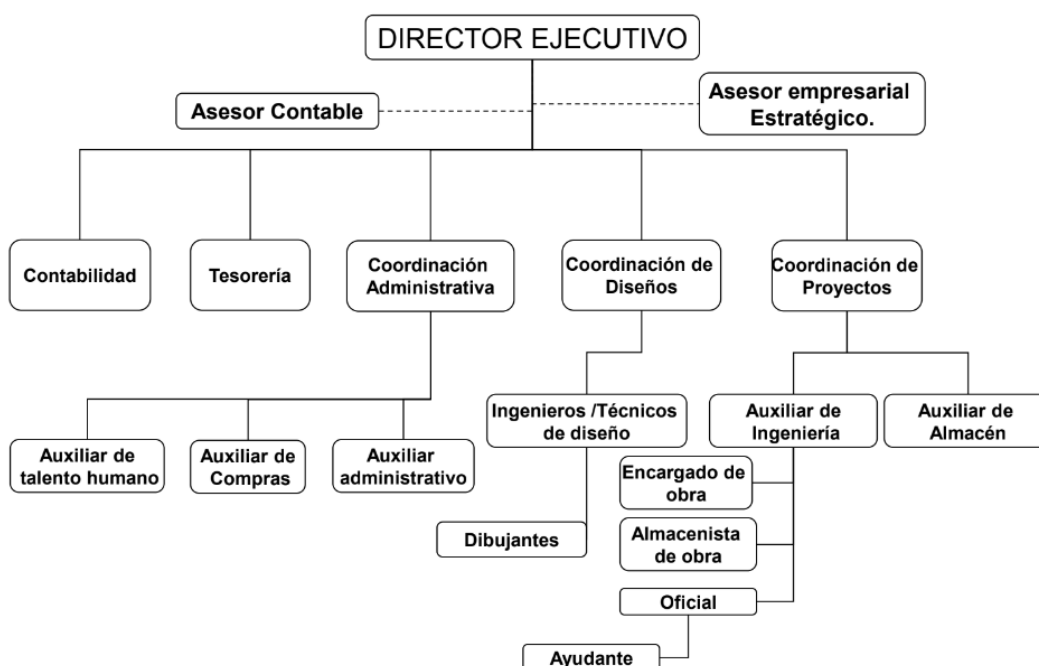 DIRECTOR EJECUTIVO
Asesor Contable
Asesor empresarial
Estratégico.
Contabilidad
Tesorería
Coordinación
Administrativa
Coordinación de
Diseños
Coordinación de
Proyectos
Auxiliar de
talento humano
Auxiliar de
Compras
Auxiliar
administrativo
Ingenieros /Técnicos
de diseño
Auxiliar de
Ingeniería
Auxiliar de
Almacén
Dibujantes
Encargado de
obra
Almacenista
de obra
Oficial
Ayudante